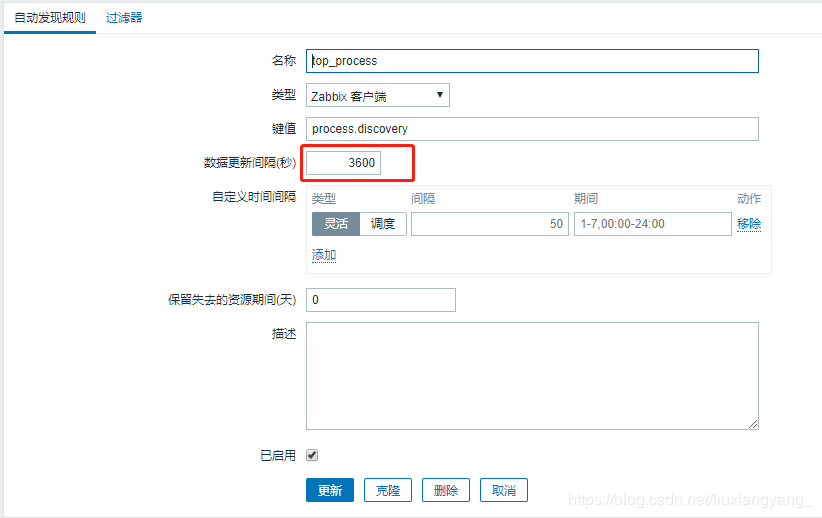 自动发现规则 过滤器
名称 top_process
类型 Zabbix 客户端
键值 process.discovery
数据更新间隔(秒) 3600
自定义时间间隔 类型 间隔 期间 动作
灵活 调度 50 1-7,00:00-24:00 移除
添加
保留失去的资源期间(天) 0
描述
已启用
更新 克隆 删除 取消
https://blog.csdn.net/liuxiangyang_